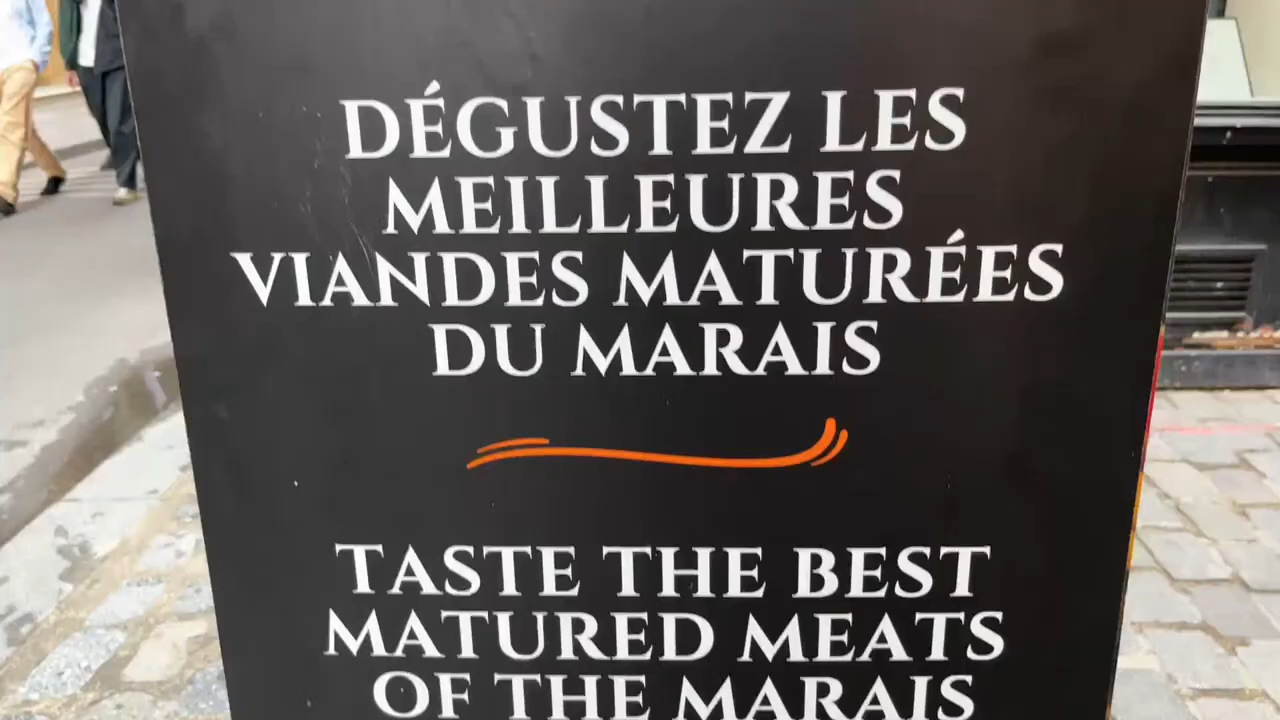 DÉGUSTEZ LES
MEILLEURES
VIANDES MATURÉES
DU MARAIS
TASTE THE BEST
MATURED MEATS
OF THE MARAIS